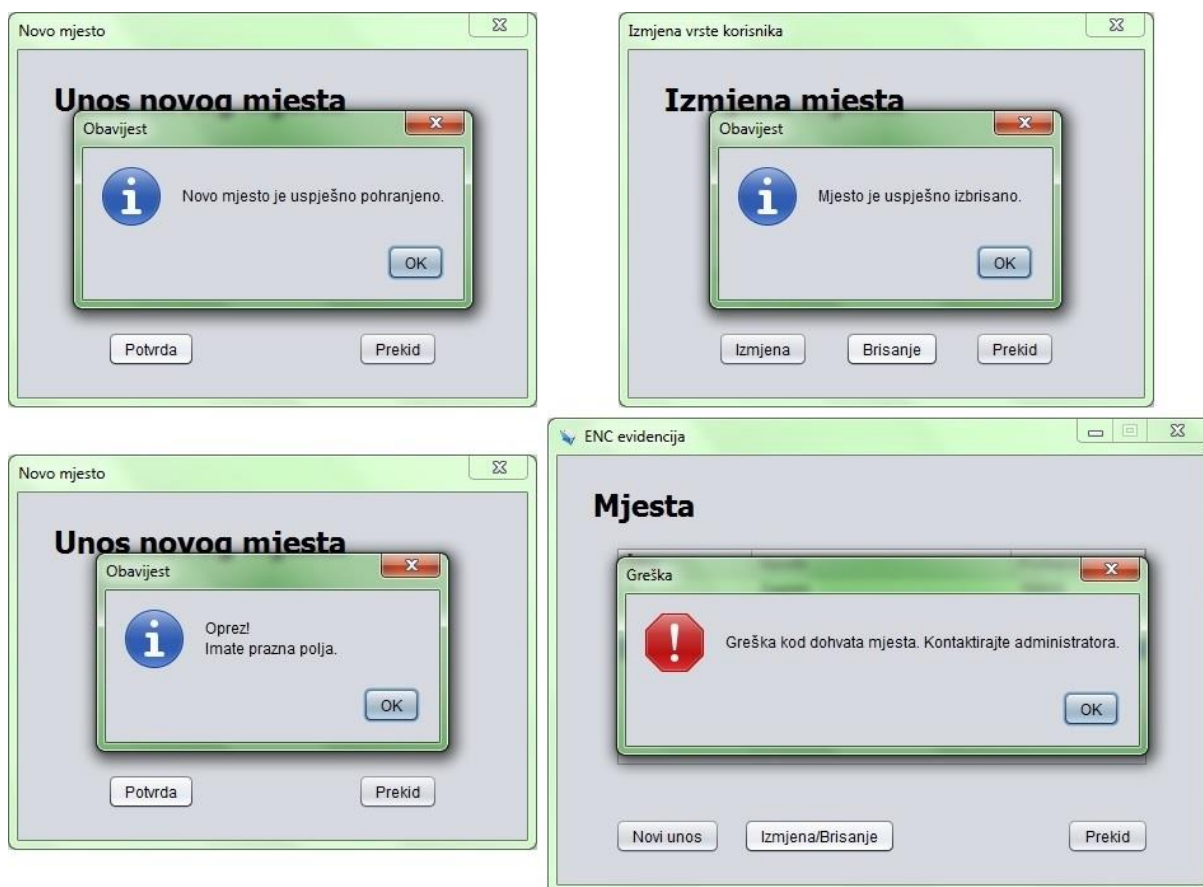 Novo mjesto
Unos novog mjesta
Obavijest
Novo mjesto je uspješno pohranjeno.
OK
Potvrda
Prekid
Izmjena vrste korisnika
Izmjena mjesta
Obavijest
Mjesto je uspješno izbrisano.
OK
Izmjena
Brisanje
Prekid
Novo mjesto
Unos novog mjesta
Obavijest
Oprez!
Imate prazna polja.
OK
Potvrda
Prekid
ENC evidencija
Mjesta
Greška
Greška kod dohvata mjesta. Kontaktirajte administratora.
OK
Novi unos
Izmjena/Brisanje
Prekid